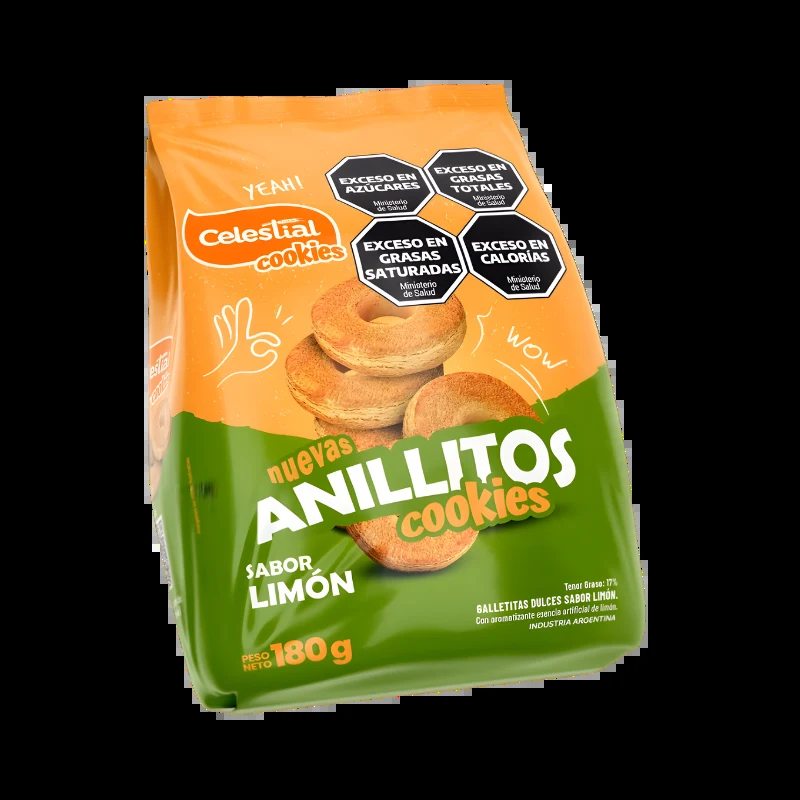 YEAH!
Celestial
cookies
EXCESO EN
AZÚCARES
Ministerio
de Salud
EXCESO EN
GRASAS
TOTALES
Ministerio
de Salud
EXCESO EN
GRASAS
SATURADAS
Ministerio
de Salud
EXCESO EN
CALORÍAS
Ministerio
de Salud
WOW
nuevas
ANILLITOS
cookies
SABOR
LIMÓN
Tenor Graso: 17%
GALLETITAS DULCES SABOR LIMÓN.
Con aromatizante esencia artificial de limón.
INDUSTRIA ARGENTINA
PESO
NETO 180g